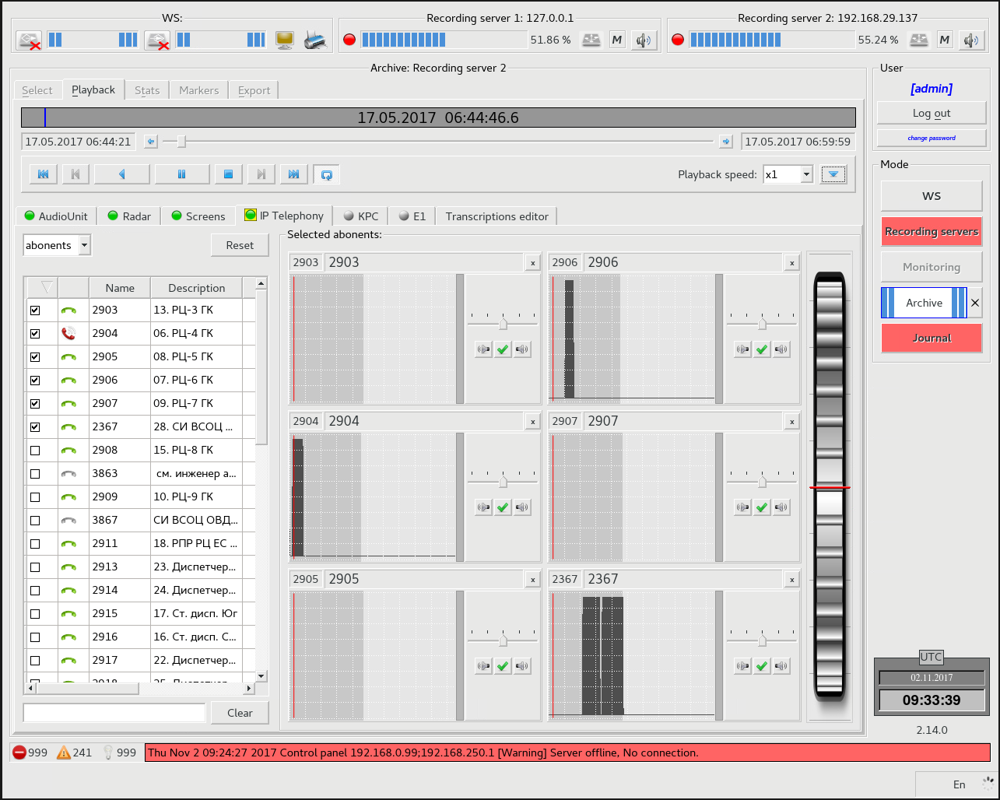 WS:
Recording server 1: 127.0.0.1
Recording server 2: 192.168.29.137
51.86 %
M
55.24 %
M
Archive: Recording server 2
Select
Playback
Stats
Markers
Export
17.05.2017 06:44:46.6
17.05.2017 06:44:21
17.05.2017 06:59:59
Playback speed:
x1
AudioUnit
Radar
Screens
IP Telephony
KPC
E1
Transcriptions editor
abonents
Reset
Name
Description
2903 13. РЦ-3 ГК
2904 06. РЦ-4 ГК
2905 08. РЦ-5 ГК
2906 07. РЦ-6 ГК
2907 09. РЦ-7 ГК
2367 28. СИ ВСОЦ ...
2908 15. РЦ-8 ГК
3863 см. инженер а...
2909 10. РЦ-9 ГК
3867 СИ ВСОЦ ОВД...
2911 18. РПР РЦ ЕС ...
2913 23. Диспетчер...
2914 24. Диспетчер...
2915 17. Ст. дисп. Юг
2916 16. Ст. дисп. С...
2917 22. Диспетчер...
2918 25. Диспетчер...
Clear
Selected abonents:
2903 2903 x
2906 2906 x
2904 2904 x
2907 2907 x
2905 2905 x
2367 2367 x
User
[admin]
Log out
change password
Mode
WS
Recording servers
Monitoring
Archive
Journal
UTC
02.11.2017
09:33:39
2.14.0
999
241
999
Thu Nov 2 09:24:27 2017 Control panel 192.168.0.99;192.168.250.1 [Warning] Server offline, No connection.
En